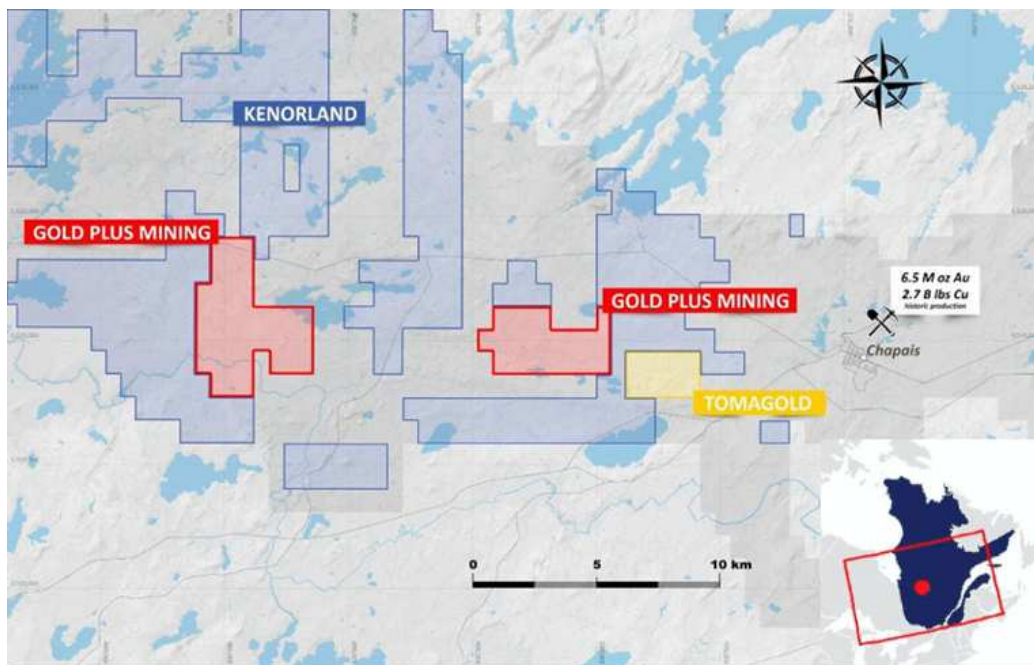 KENORLAND
GOLD PLUS MINING
GOLD PLUS MINING
6.5 M oz Au
2.7 B lbs Cu
historic production
Chapais
TOMAGOLD
0 5 10 km